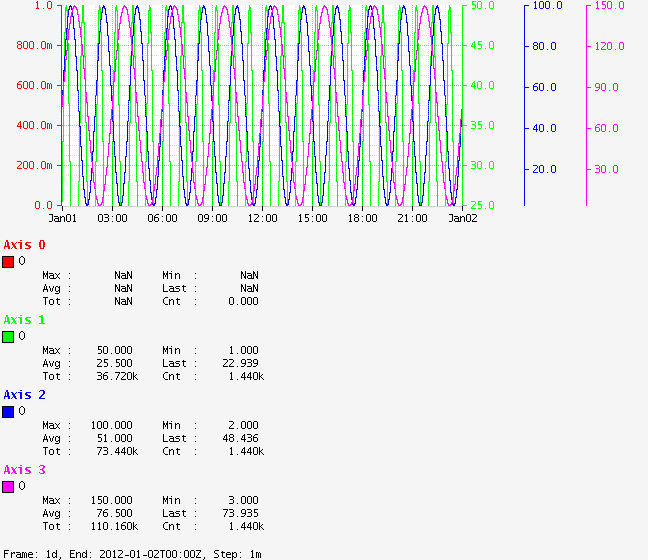 1.0 50.0 100.0 150.0
800.0m 45.0 80.0 120.0
600.0m 40.0 60.0 90.0
400.0m 35.0 40.0 60.0
200.0m 30.0 20.0 30.0
0.0 25.0
Jan01 03:00 06:00 09:00 12:00 15:00 18:00 21:00 Jan02
Axis 0
0
Max : NaN Min : NaN
Avg : NaN Last : NaN
Tot : NaN Cnt : 0.000
Axis 1
0
Max : 50.000 Min : 1.000
Avg : 25.500 Last : 22.939
Tot : 36.720k Cnt : 1.440k
Axis 2
0
Max : 100.000 Min : 2.000
Avg : 51.000 Last : 48.436
Tot : 73.440k Cnt : 1.440k
Axis 3
0
Max : 150.000 Min : 3.000
Avg : 76.500 Last : 73.935
Tot : 110.160k Cnt : 1.440k
Frame: 1d, End: 2012-01-02T00:00Z, Step: 1m